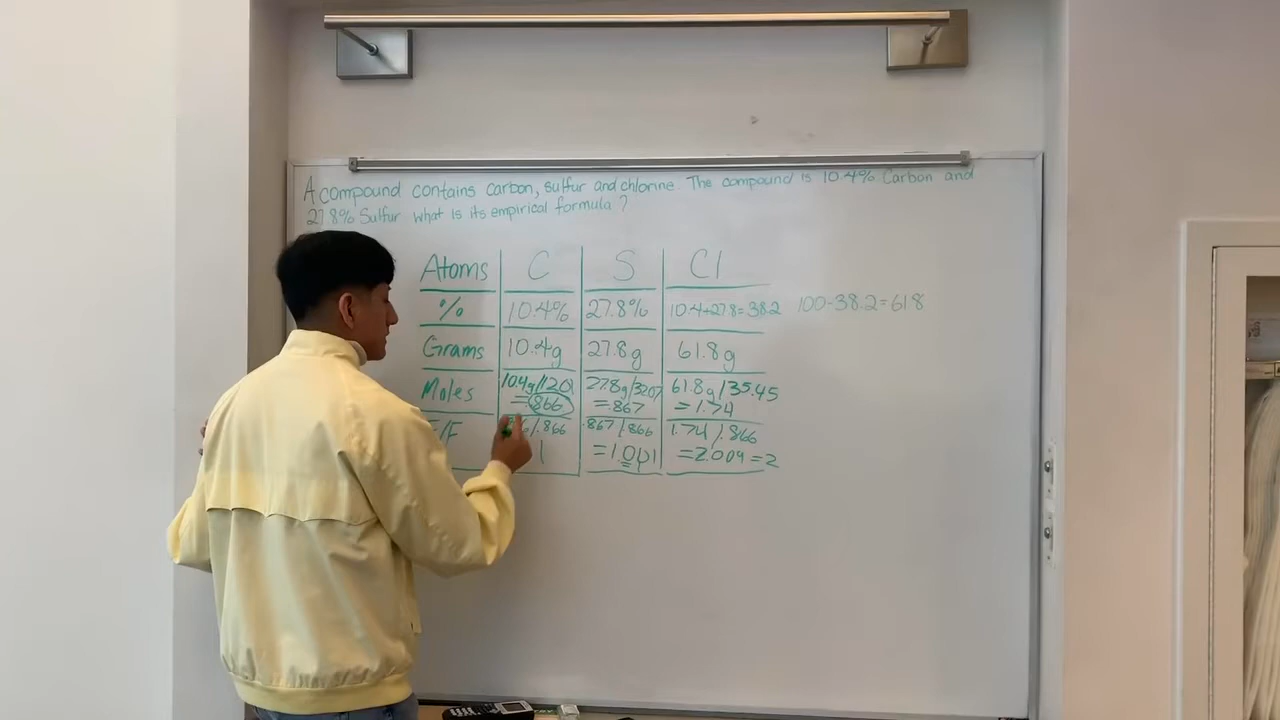 A compound contains Carbon, sulfur and chlorine. The compound is 10.4% Carbon and
27.8% Sulfur what is its empirical formula?
Atoms C S Cl
% 10.4% 27.8% 10.4+27.8=38.2 100-38.2=61.8
Grams 10.4g 27.8g 61.8g
Moles 10.4g/12.01 27.8g/32.07 61.8g/35.45
=.866 =.867 =1.74
/.866 .867/.866 1.74/.866
1 =1.001 =2.009=2